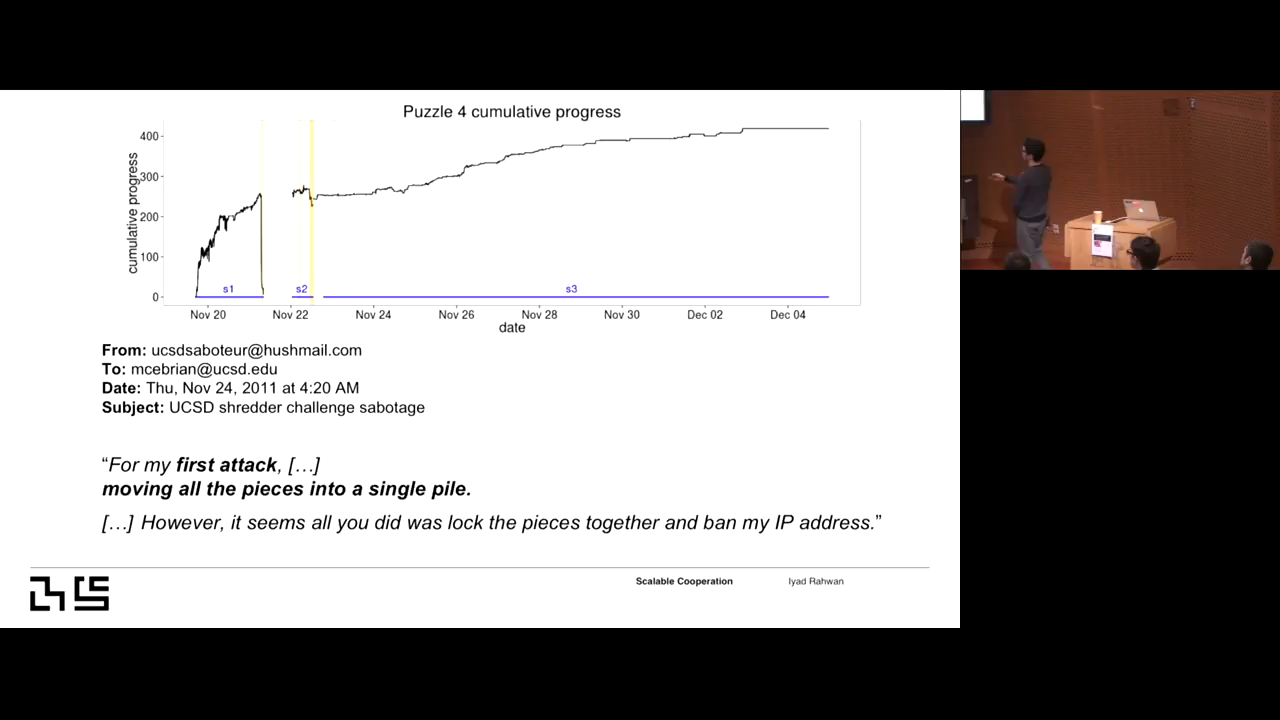 Puzzle 4 cumulative progress
cumulative progress
400
300
200
100
0
s1
s2
s3
Nov 20
Nov 22
Nov 24
Nov 26
Nov 28
Nov 30
Dec 02
Dec 04
date
From: ucsdsaboteur@hushmail.com
To: mcebrian@ucsd.edu
Date: Thu, Nov 24, 2011 at 4:20 AM
Subject: UCSD shredder challenge sabotage
“For my first attack, […]
moving all the pieces into a single pile.
[…] However, it seems all you did was lock the pieces together and ban my IP address.”
Scalable Cooperation
Iyad Rahwan